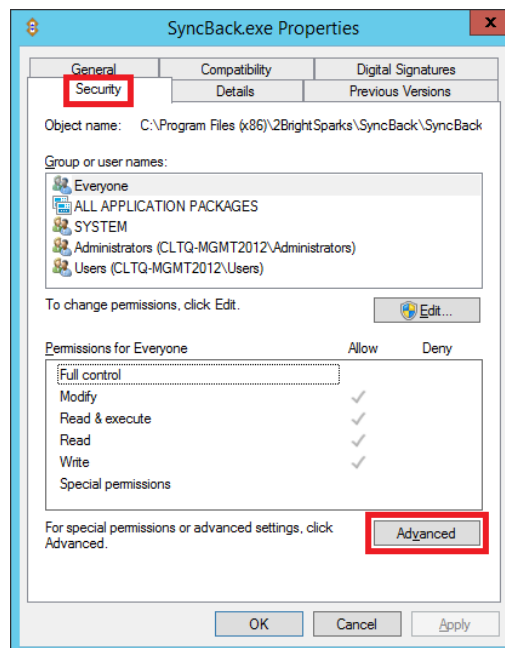 SyncBack.exe Properties
x
General Compatibility Digital Signatures
Security Details Previous Versions
Object name: C:\Program Files (x86)\2BrightSparks\SyncBack\SyncBack
Group or user names:
Everyone
ALL APPLICATION PACKAGES
SYSTEM
Administrators (CLTQ-MGMT2012\Administrators)
Users (CLTQ-MGMT2012\Users)
To change permissions, click Edit.
Edit...
Permissions for Everyone Allow Deny
Full control
Modify
Read & execute
Read
Write
Special permissions
For special permissions or advanced settings, click
Advanced.
Advanced
OK Cancel Apply